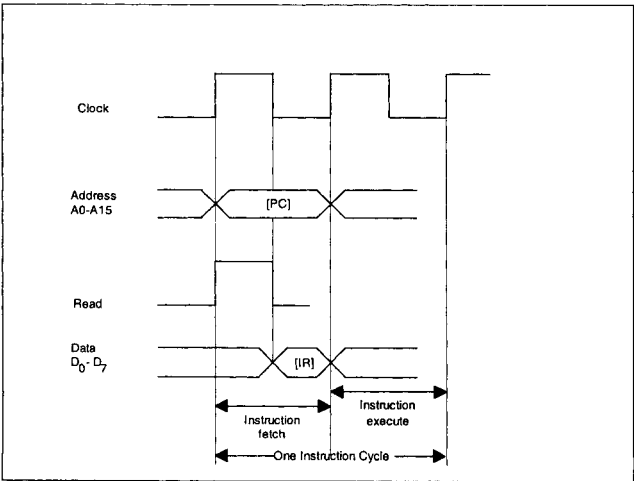 Clock
Address
A0-A15
[PC]
Read
Data
D0 - D7
[IR]
Instruction
fetch
Instruction
execute
One Instruction Cycle